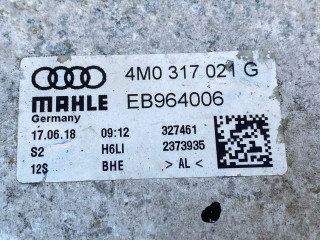 4M0 317 021 G
MAHLE EB964006
Germany
17.06.18 09:12 327461
S2 H6LI 2373935
12S BHE > AL <